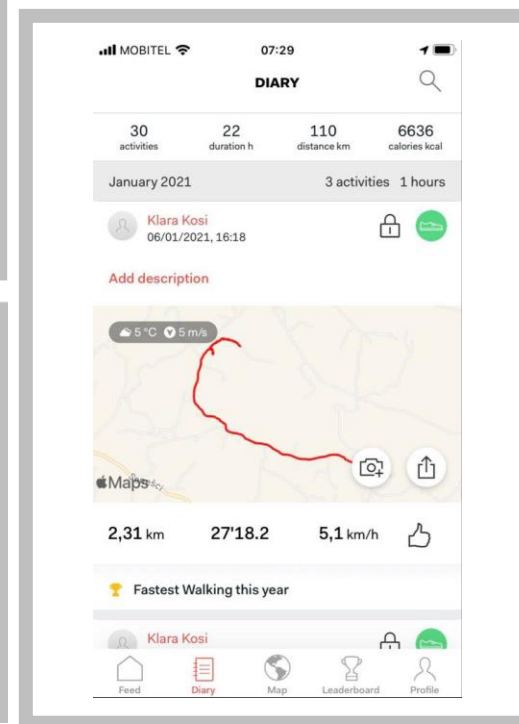 MOBITEL 07:29
DIARY
30 22 110 6636
activities duration h distance km calories kcal
January 2021 3 activities 1 hours
Klara Kosi
06/01/2021, 16:18
Add description
5 °C 5 m/s
Maps
2,31 km 27'18.2 5,1 km/h
Fastest Walking this year
Klara Kosi
Feed Diary Map Leaderboard Profile